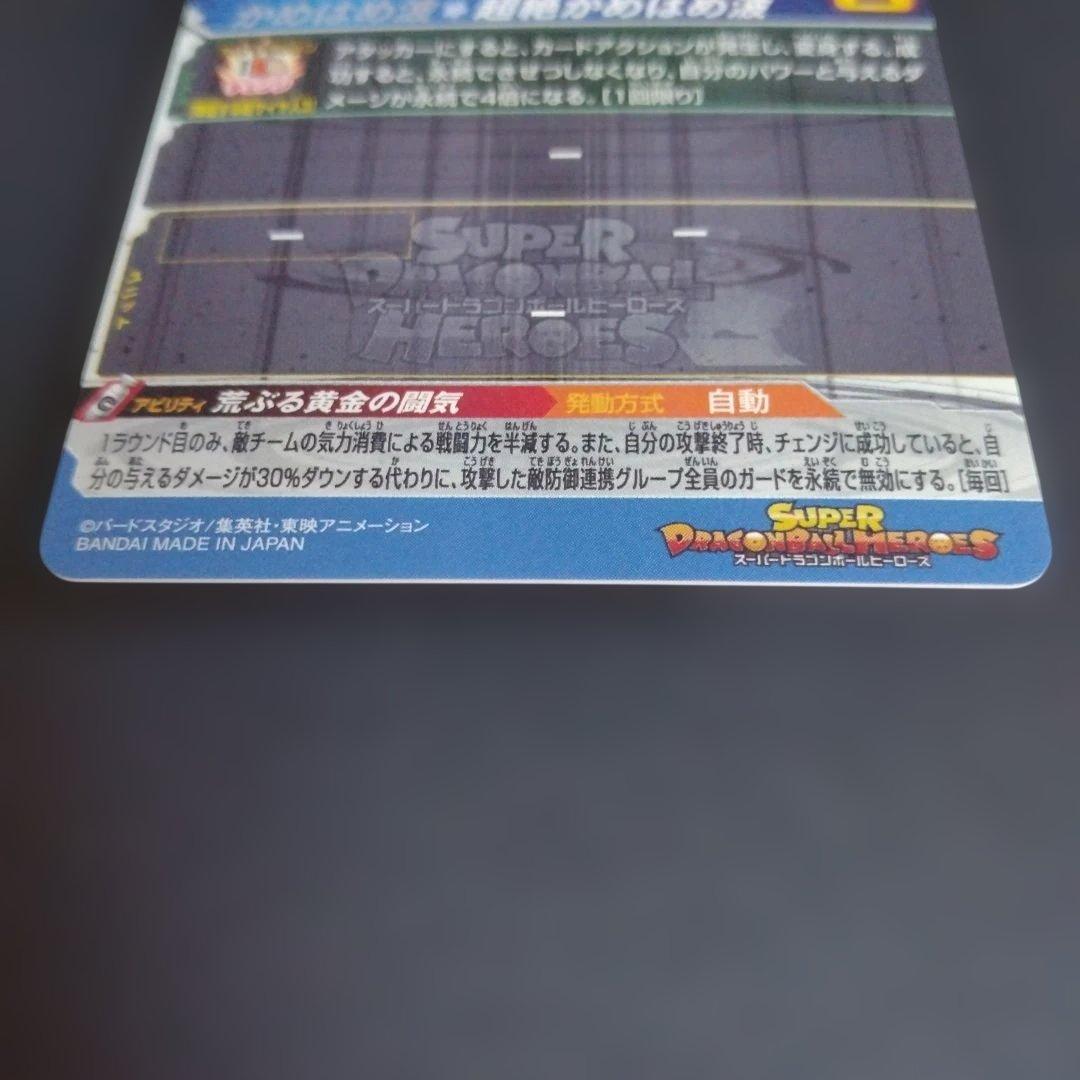 かめはめ波 超絶かめはめ波
アタッカーにすると、カードアクションが発生し、変身する。成
功すると、永続できぜつしなくなり、自分のパワーと与えるダ
メージが永続で4倍になる。[1回限り]
SUPER
DRAGONBALL
スーパードラゴンボールヒーローズ
HEROES
アビリティ 荒ぶる黄金の闘気 発動方式 自動
1ラウンド目のみ、敵チームの気力消費による戦闘力を半減する。また、自分の攻撃終了時、チェンジに成功していると、自
分の与えるダメージが30%ダウンする代わりに、攻撃した敵防御連携グループ全員のガードを永続で無効にする。[毎回]
©バードスタジオ/集英社・東映アニメーション
BANDAI MADE IN JAPAN
SUPER
DRAGONBALL HEROES
スーパードラゴンボールヒーローズ